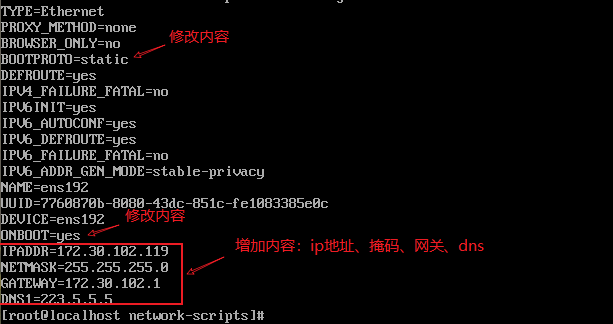 TYPE=Ethernet
PROXY_METHOD=none
BROWSER_ONLY=no
修改内容
BOOTPROTO=static
DEFROUTE=yes
IPV4_FAILURE_FATAL=no
IPV6INIT=yes
IPV6_AUTOCONF=yes
IPV6_DEFROUTE=yes
IPV6_FAILURE_FATAL=no
IPV6_ADDR_GEN_MODE=stable-privacy
NAME=ens192
UUID=7760870b-8080-43dc-851c-fe1083385e0c
DEVICE=ens192
修改内容
ONBOOT=yes
IPADDR=172.30.102.119
增加内容：ip地址、掩码、网关、dns
NETMASK=255.255.255.0
GATEWAY=172.30.102.1
DNS1=223.5.5.5
[root@localhost network-scripts]#